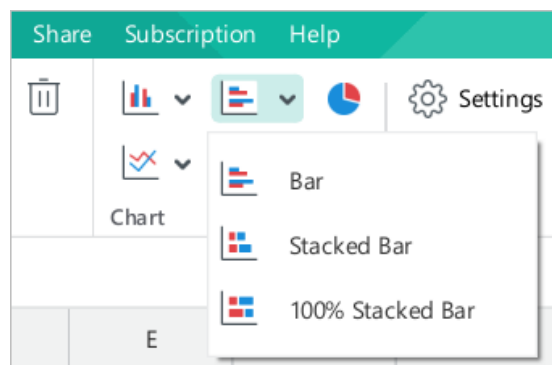 Share Subscription Help
Settings
Bar
Chart
Stacked Bar
100% Stacked Bar
E